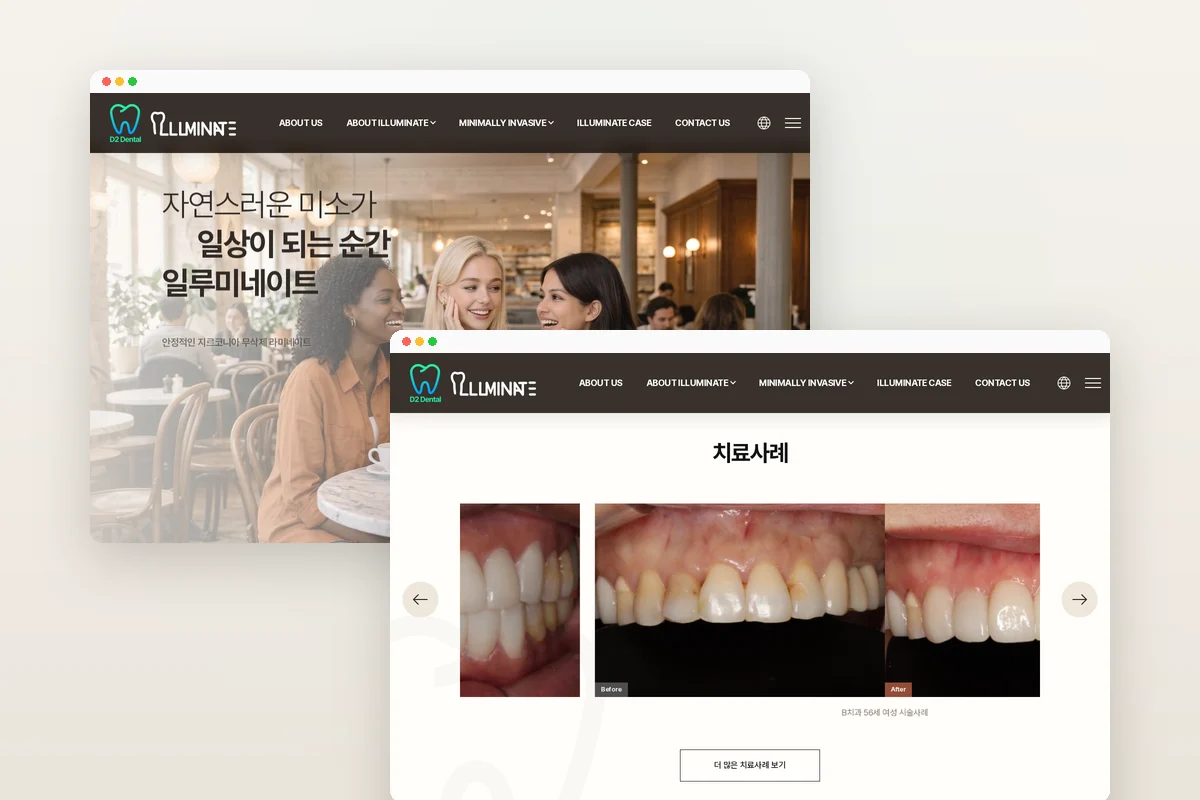 D2 Dental
ILLUMINATE
ABOUT US
ABOUT ILLUMINATE
MINIMALLY INVASIVE
ILLUMINATE CASE
CONTACT US
자연스러운 미소가
일상이 되는 순간
일루미네이트
안정적인 지르코니아 무삭제 라미네이트
D2 Dental
ILLUMINATE
ABOUT US
ABOUT ILLUMINATE
MINIMALLY INVASIVE
ILLUMINATE CASE
CONTACT US
치료사례
Before
After
B치과 56세 여성 시술사례
더 많은 치료사례 보기